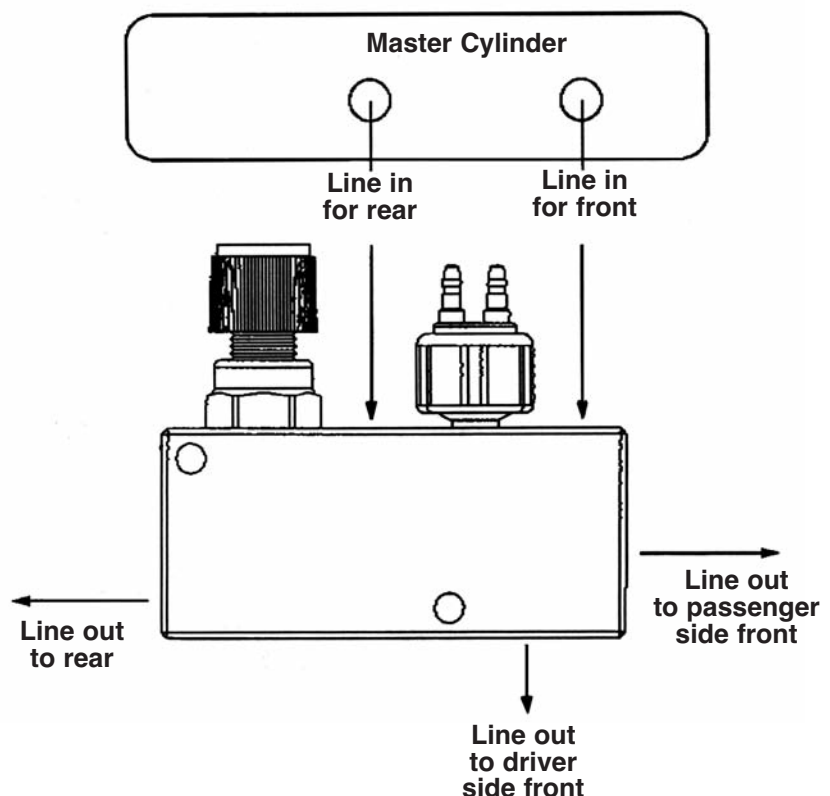 Master Cylinder
Line in
for rear
Line in
for front
Line out
to rear
Line out
to passenger
side front
Line out
to driver
side front